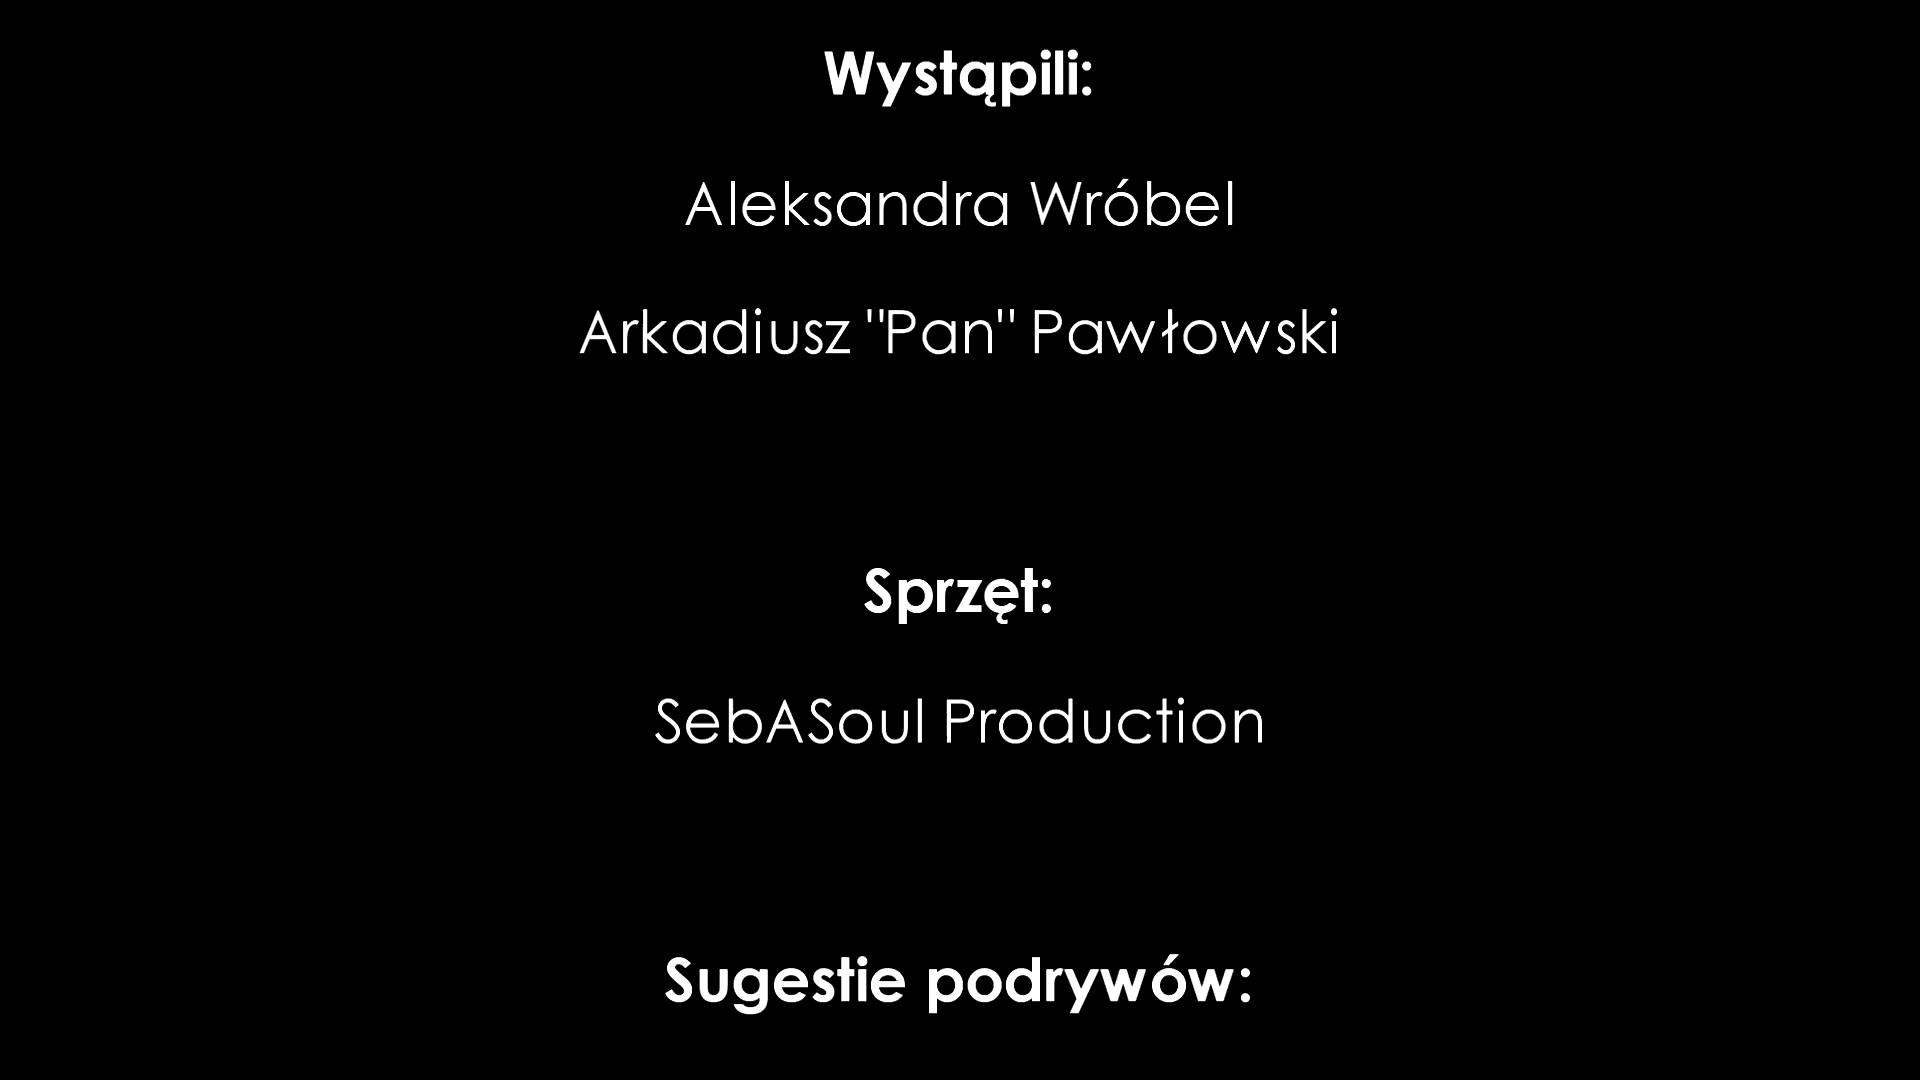 Wystąpili:
Aleksandra Wróbel
Arkadiusz "Pan" Pawłowski
Sprzęt:
SebASoul Production
Sugestie podrywów: